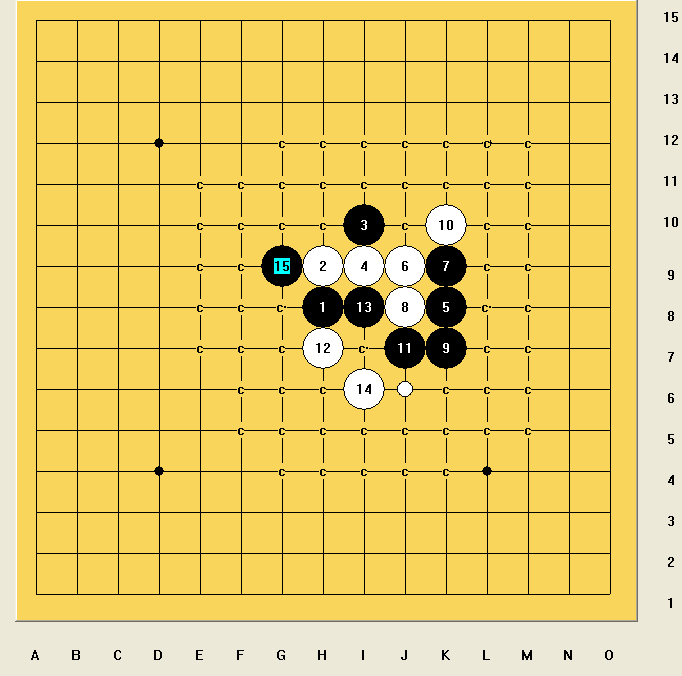 15
14
13
c c c c c c c 12
c c c c c c c c c 11
c c c c 3 c 10 c c 10
c c 15 2 4 6 7 c c 9
c c c 1 13 8 5 c c 8
c c c 12 c 11 9 c c 7
c c c 14 c c c 6
c c c c c c c c 5
c c c c c 4
3
2
1
A B C D E F G H I J K L M N O